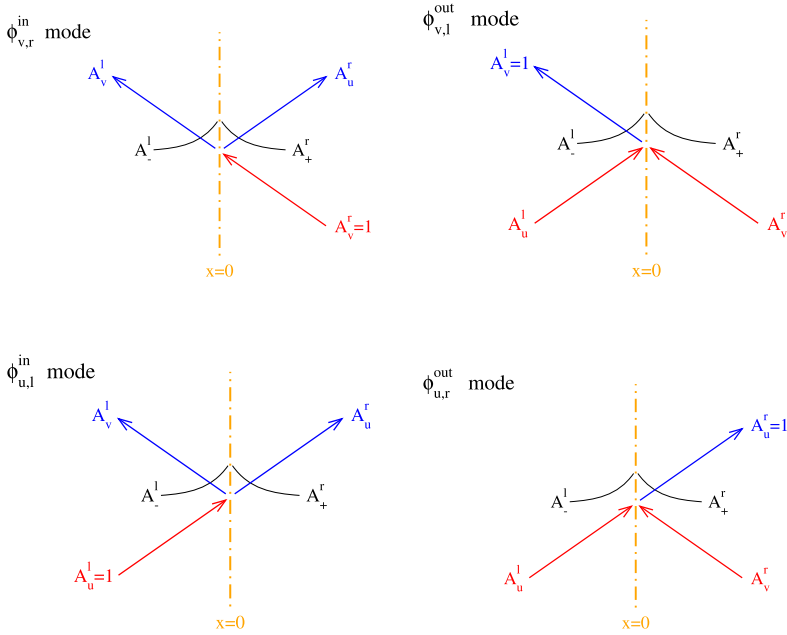 ϕ^in_v,r mode
A^l_v
A^r_u
A^l_-
A^r_+
A^r_v=1
x=0
ϕ^out_v,l mode
A^l_v=1
A^l_-
A^r_+
A^l_u
A^r_v
x=0
ϕ^in_u,l mode
A^l_v
A^r_u
A^l_-
A^r_+
A^l_u=1
x=0
ϕ^out_u,r mode
A^r_u=1
A^l_-
A^r_+
A^l_u
A^r_v
x=0